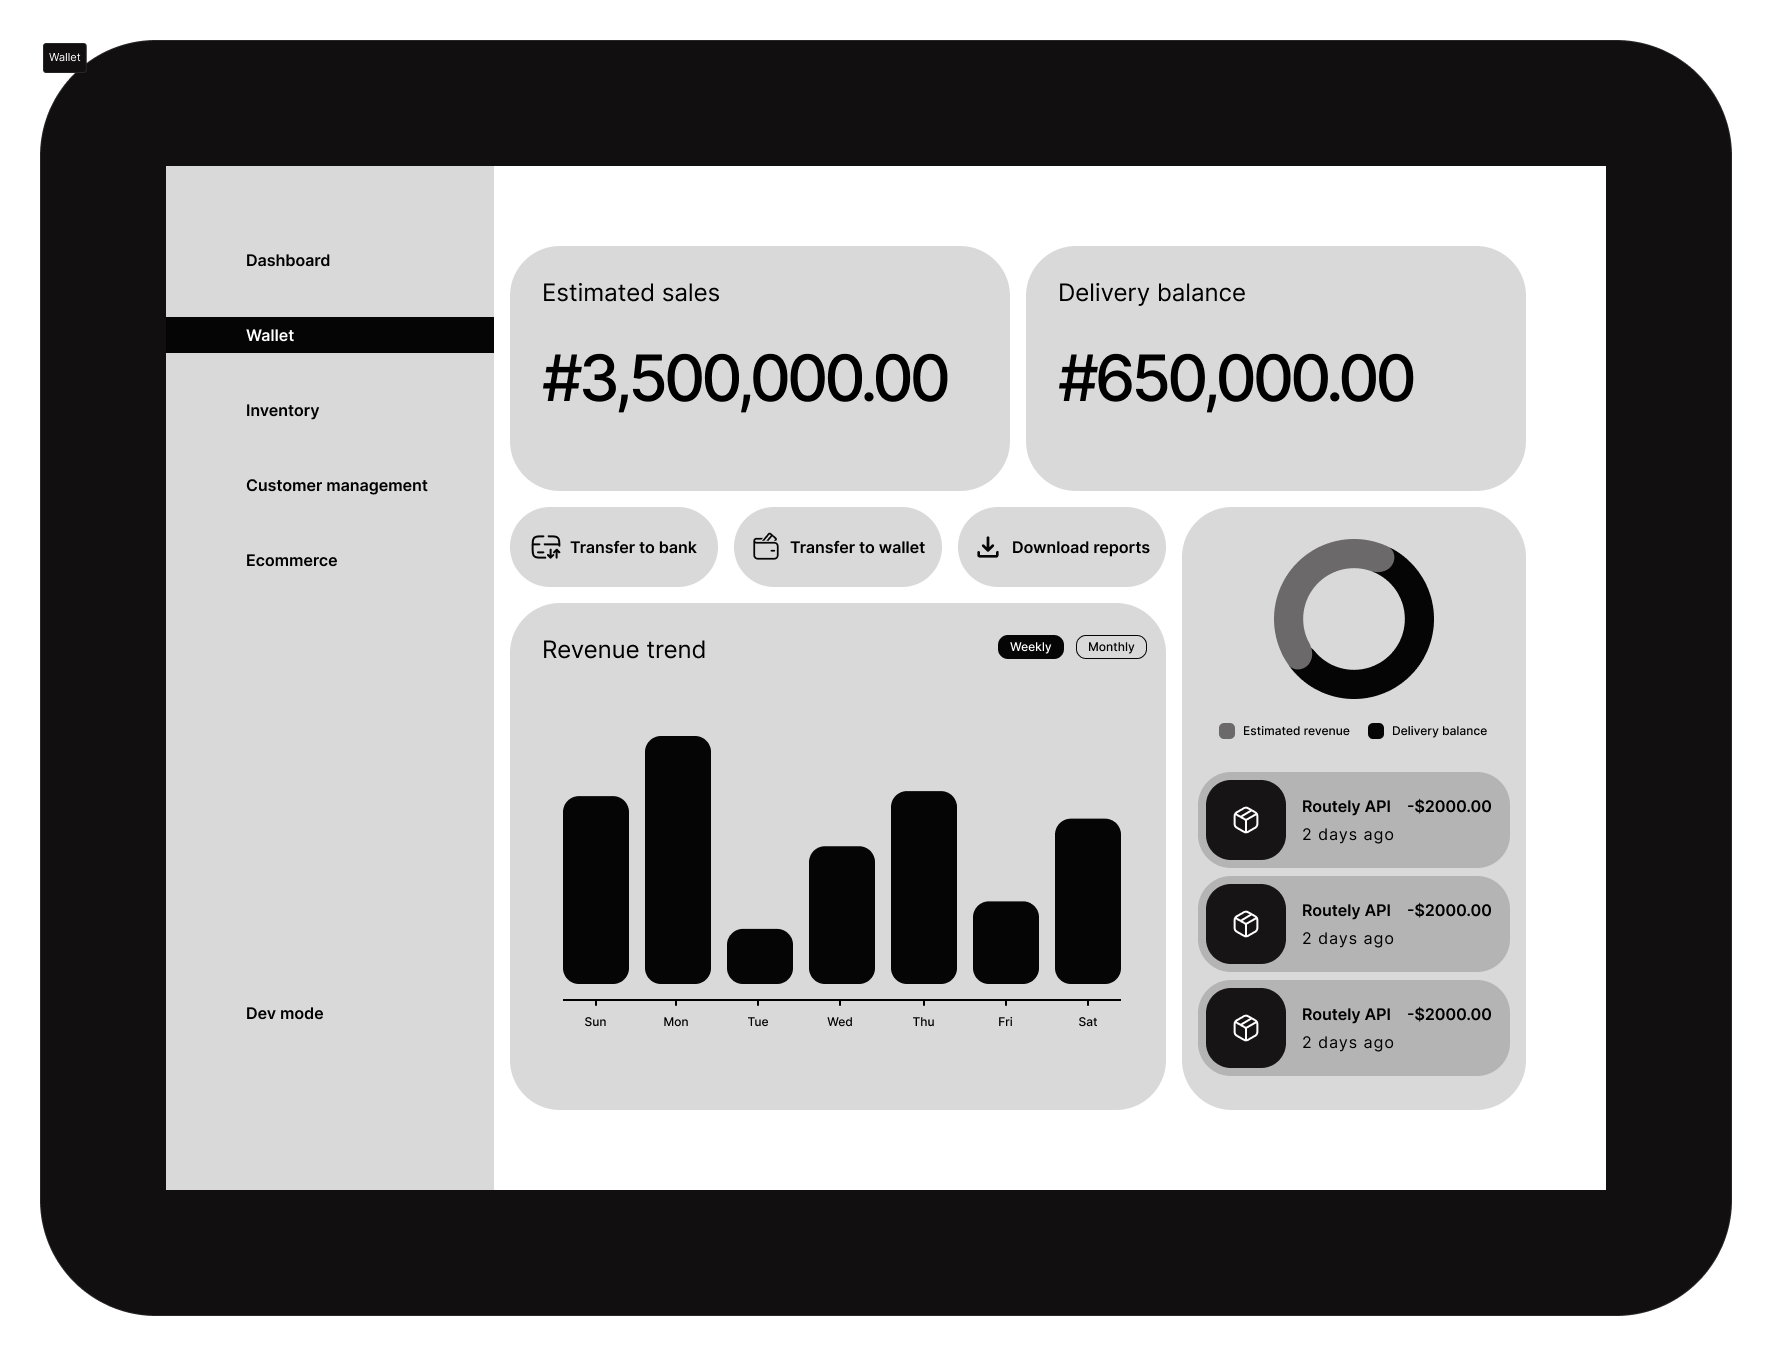 Wallet
Dashboard
Wallet
Inventory
Customer management
Ecommerce
Dev mode
Estimated sales
#3,500,000.00
Delivery balance
#650,000.00
Transfer to bank
Transfer to wallet
Download reports
Revenue trend
Weekly
Monthly
Sun Mon Tue Wed Thu Fri Sat
Estimated revenue
Delivery balance
Routely API -$2000.00
2 days ago
Routely API -$2000.00
2 days ago
Routely API -$2000.00
2 days ago